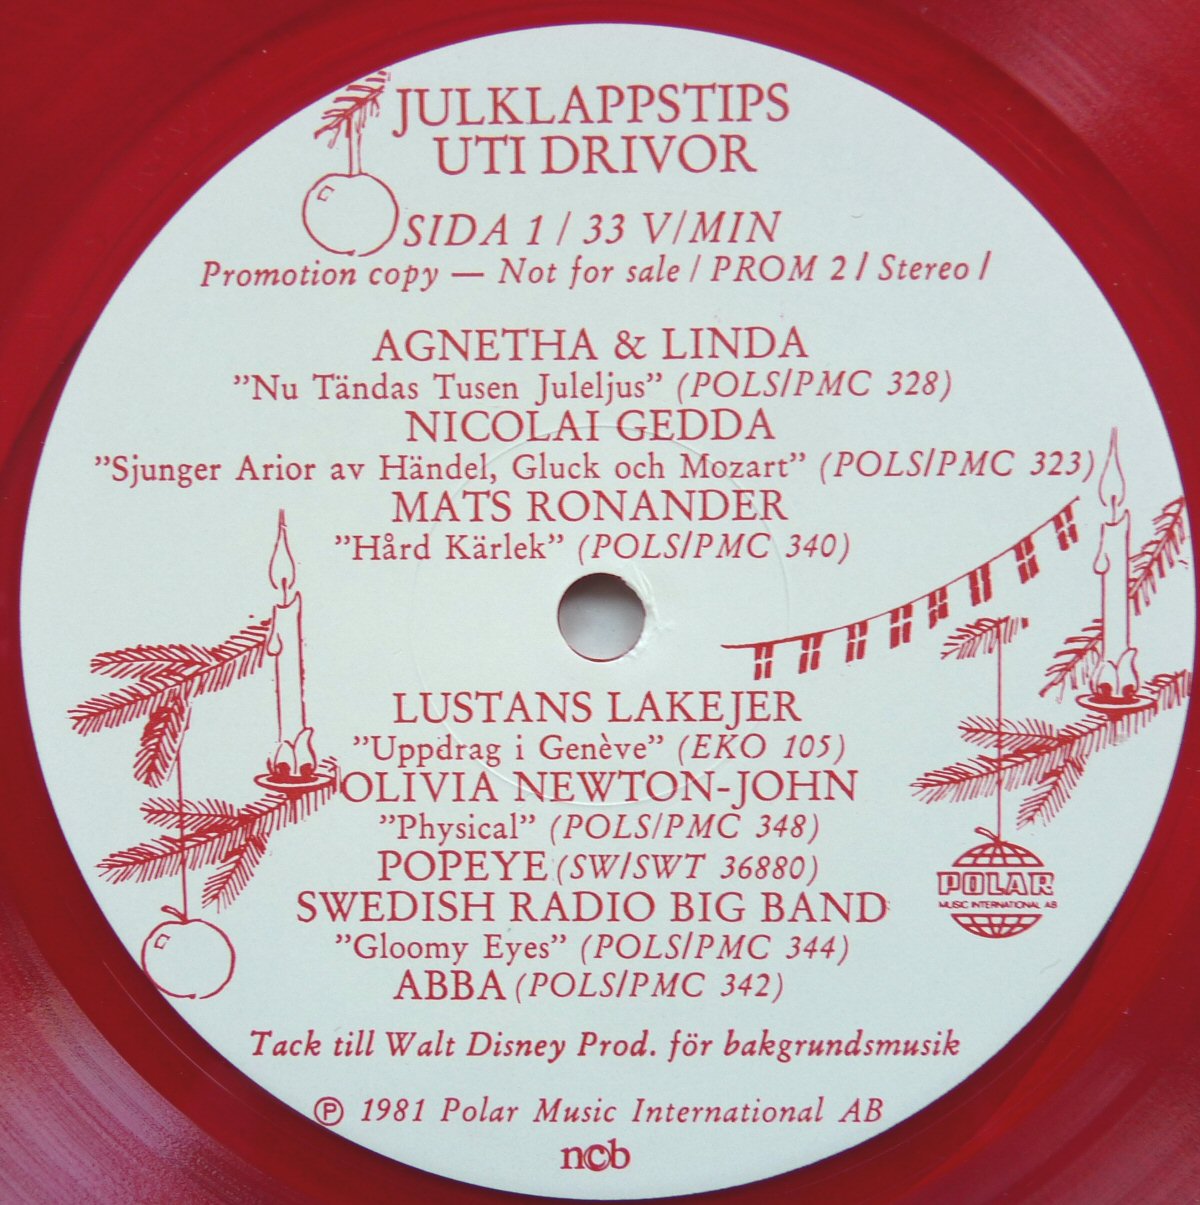 JULKLAPPSTIPS
UTI DRIVOR
SIDA 1 / 33 V/MIN
Promotion copy — Not for sale / PROM 2 / Stereo /
AGNETHA & LINDA
”Nu Tändas Tusen Juleljus” (POLS/PMC 328)
NICOLAI GEDDA
”Sjunger Arior av Händel, Gluck och Mozart” (POLS/PMC 323)
MATS RONANDER
”Hård Kärlek” (POLS/PMC 340)
LUSTANS LAKEJER
”Uppdrag i Genève” (EKO 105)
OLIVIA NEWTON-JOHN
”Physical” (POLS/PMC 348)
POPEYE (SW/SWT 36880)
SWEDISH RADIO BIG BAND
”Gloomy Eyes” (POLS/PMC 344)
ABBA (POLS/PMC 342)
POLAR
MUSIC INTERNATIONAL AB
Tack till Walt Disney Prod. för bakgrundsmusik
℗ 1981 Polar Music International AB
ncb